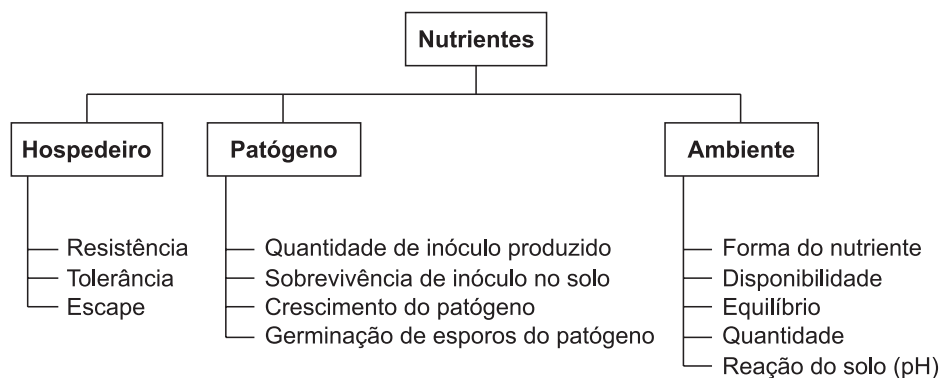 Nutrientes
Hospedeiro
Patógeno
Ambiente
Resistência
Tolerância
Escape
Quantidade de inóculo produzido
Sobrevivência de inóculo no solo
Crescimento do patógeno
Germinação de esporos do patógeno
Forma do nutriente
Disponibilidade
Equilíbrio
Quantidade
Reação do solo (pH)